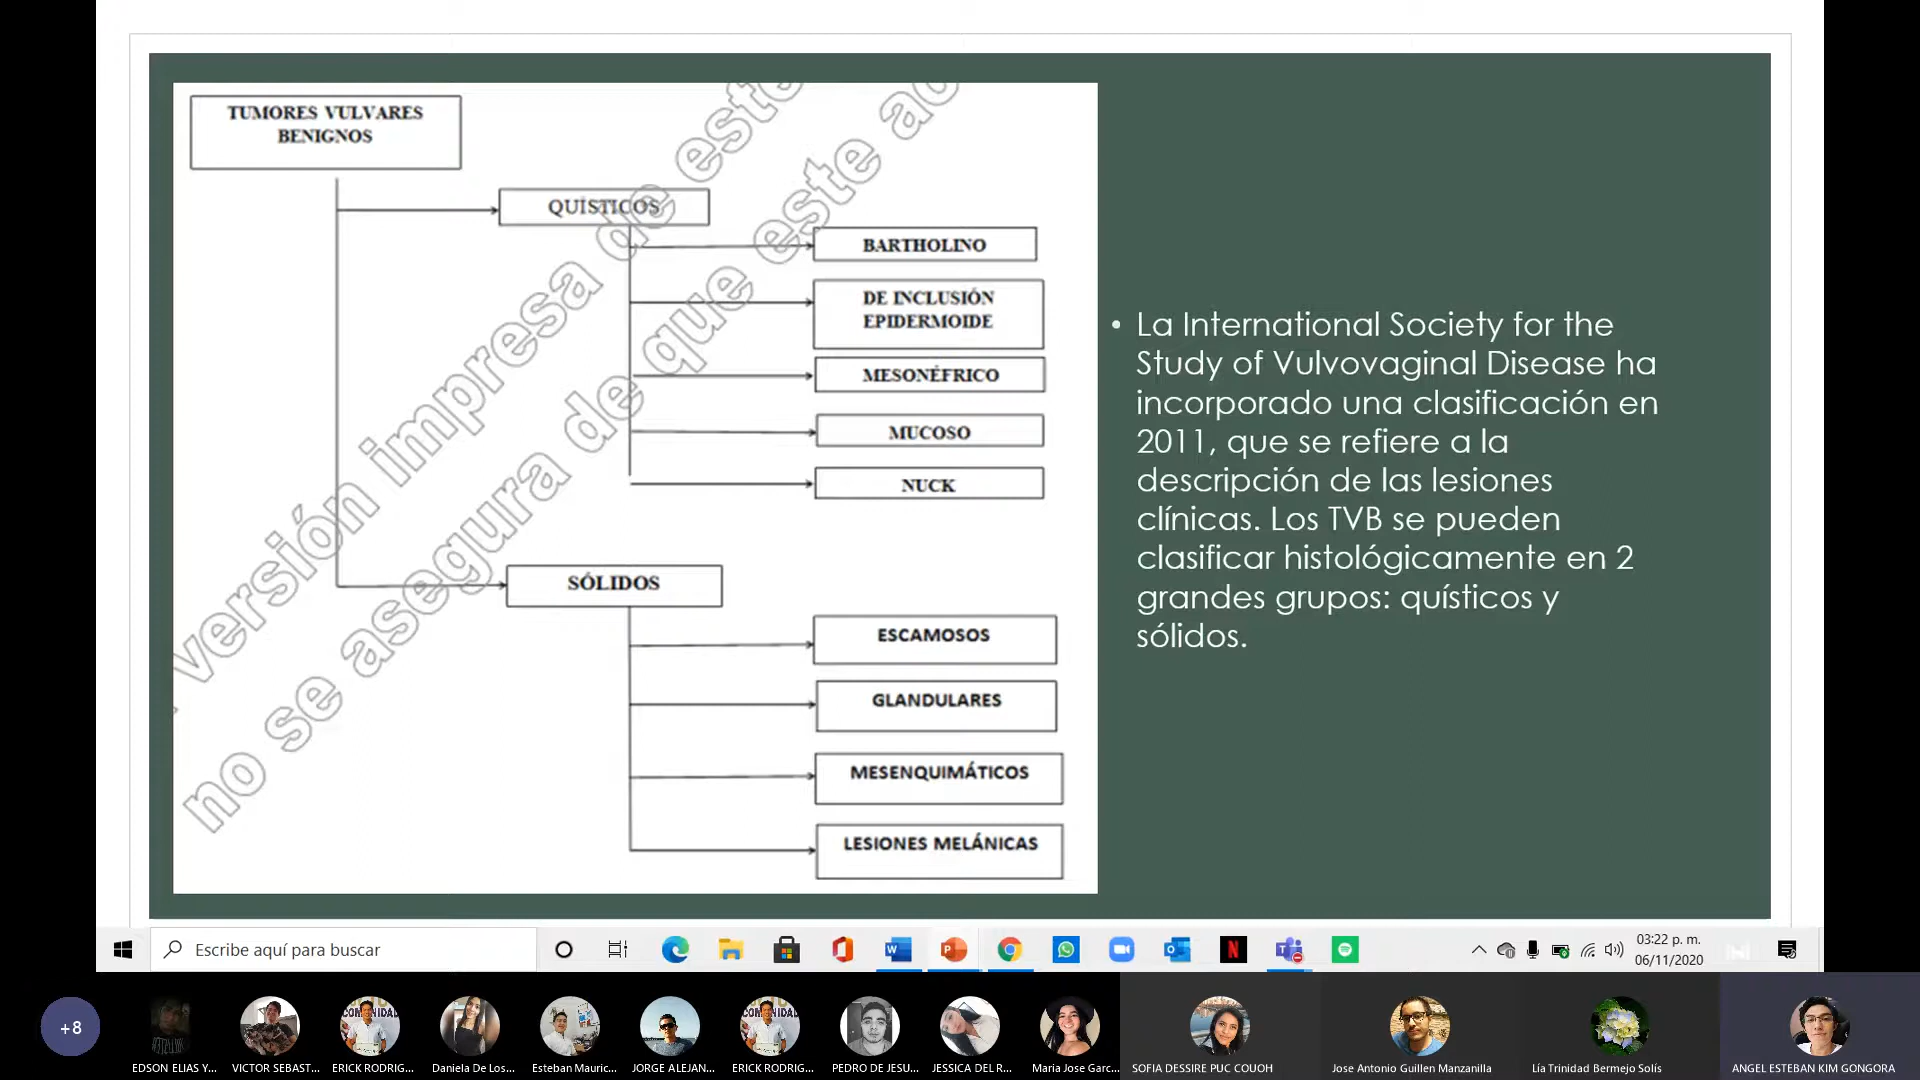 TUMORES VULVARES
BENIGNOS
QUÍSTICOS
BARTHOLINO
DE INCLUSIÓN
EPIDERMOIDE
MESONÉFRICO
MUCOSO
NUCK
SÓLIDOS
ESCAMOSOS
GLANDULARES
MESENQUIMÁTICOS
LESIONES MELÁNICAS
versión impresa de este
no se asegura de que este
• La International Society for the
Study of Vulvovaginal Disease ha
incorporado una clasificación en
2011, que se refiere a la
descripción de las lesiones
clínicas. Los TVB se pueden
clasificar histológicamente en 2
grandes grupos: quísticos y
sólidos.
Escribe aquí para buscar
03:22 p. m.
06/11/2020
+8
EDSON ELIAS Y...
VICTOR SEBAST...
ERICK RODRIG...
Daniela De Los...
Esteban Mauric...
JORGE ALEJAN...
ERICK RODRIG...
PEDRO DE JESU...
JESSICA DEL R...
Maria Jose Garc...
SOFIA DESSIRE PUC COUOH
Jose Antonio Guillen Manzanilla
Lía Trinidad Bermejo Solís
ANGEL ESTEBAN KIM GONGORA